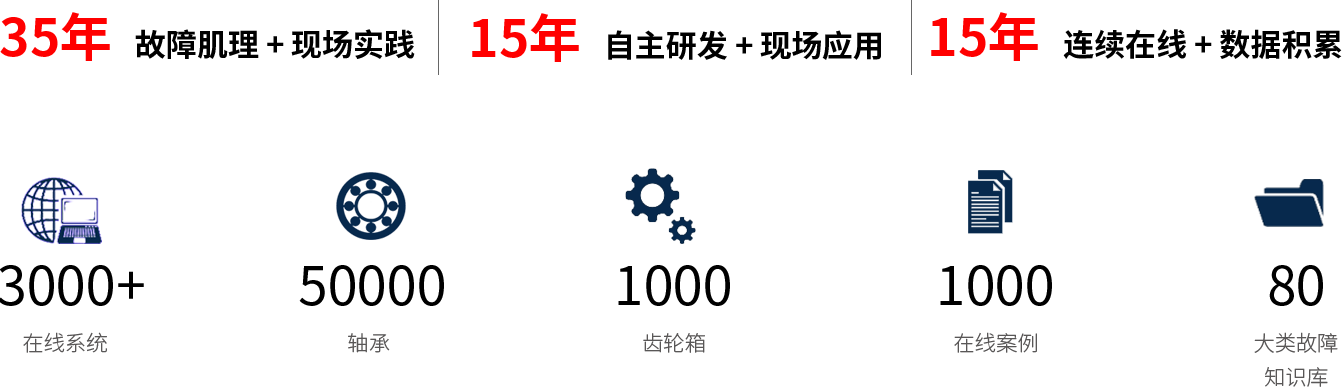 35年 故障肌理 + 现场实践
15年 自主研发 + 现场应用
15年 连续在线 + 数据积累
3000+
在线系统
50000
轴承
1000
齿轮箱
1000
在线案例
80
大类故障
知识库